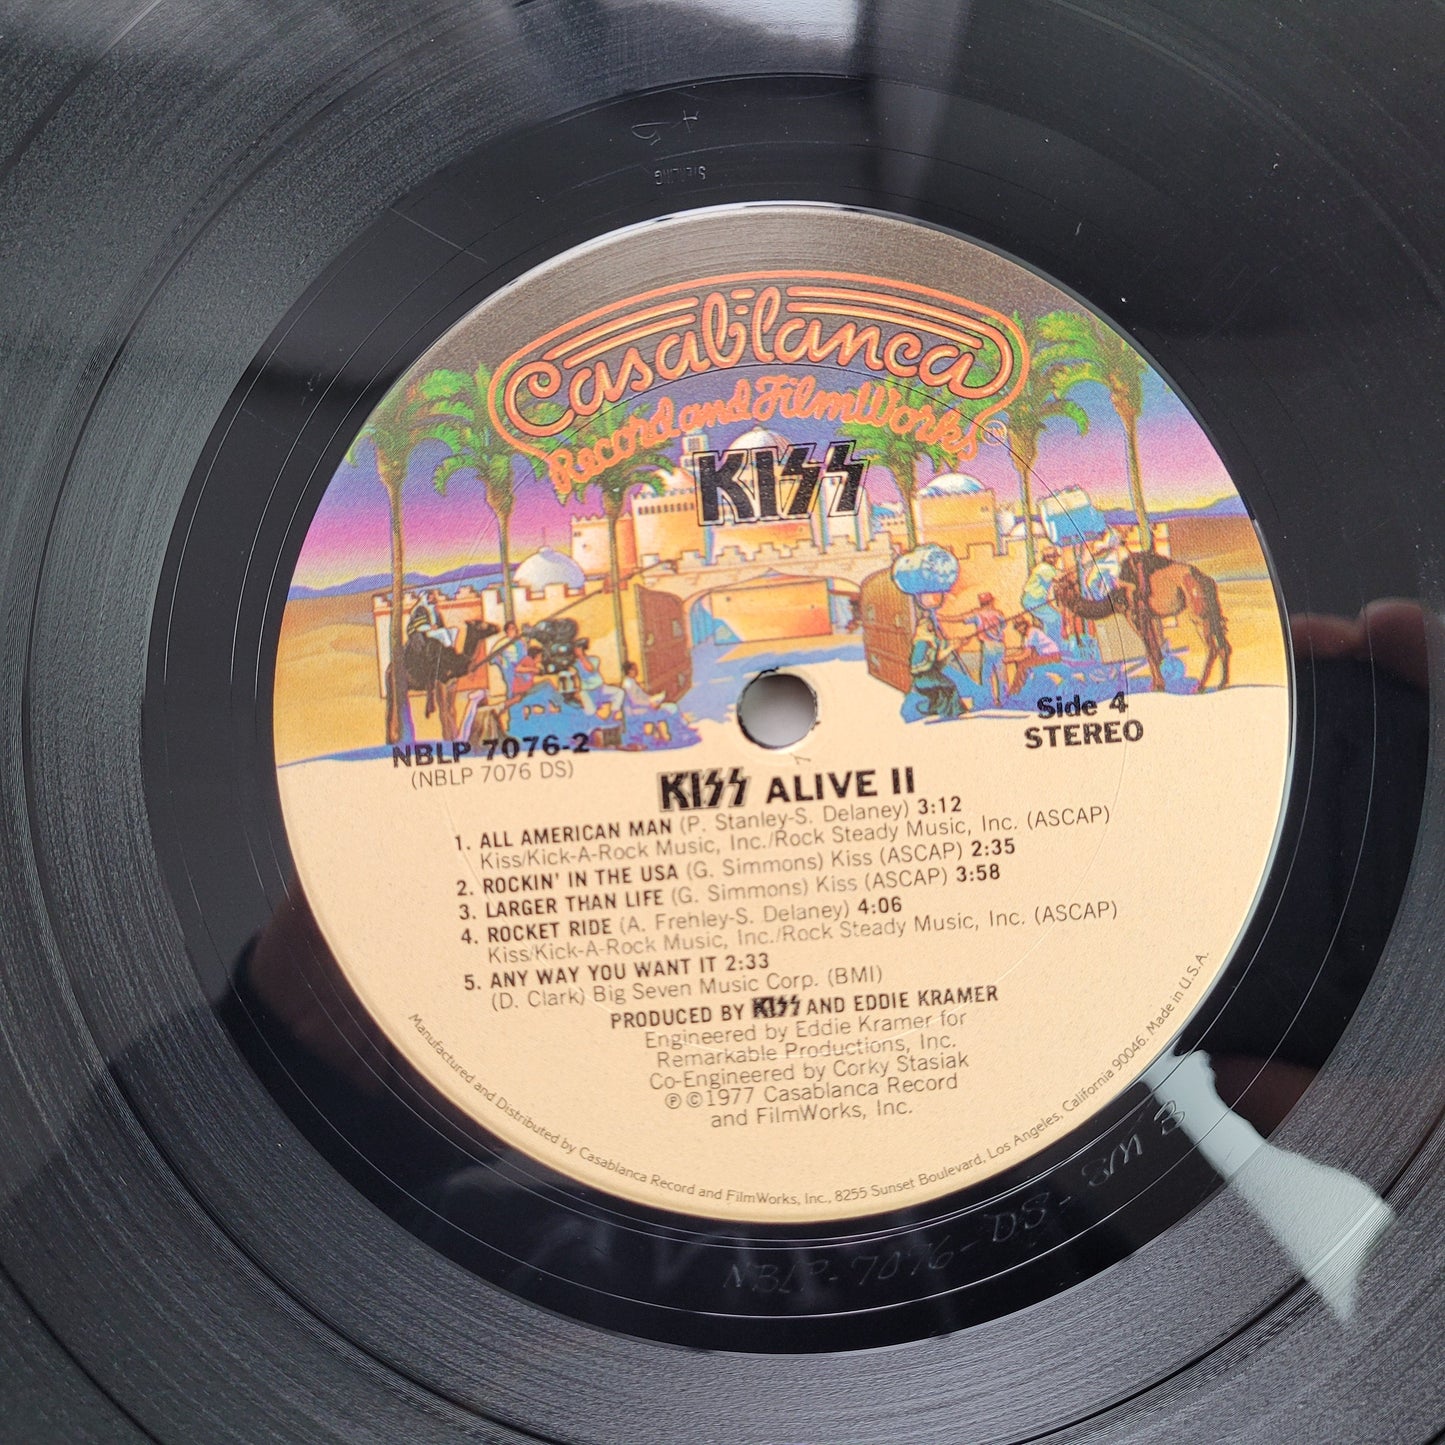 Casablanca
Record and FilmWorks
KISS
NBLP 7076-2
(NBLP 7076 DS)
Side 4
STEREO
KISS ALIVE II
1. ALL AMERICAN MAN (P. Stanley-S. Delaney) 3:12
Kiss/Kick-A-Rock Music, Inc./Rock Steady Music, Inc. (ASCAP)
2. ROCKIN' IN THE USA (G. Simmons) Kiss (ASCAP) 2:35
3. LARGER THAN LIFE (G. Simmons) Kiss (ASCAP) 3:58
4. ROCKET RIDE (A. Frehley-S. Delaney) 4:06
Kiss/Kick-A-Rock Music, Inc./Rock Steady Music, Inc. (ASCAP)
5. ANY WAY YOU WANT IT 2:33
(D. Clark) Big Seven Music Corp. (BMI)
PRODUCED BY KISS AND EDDIE KRAMER
Engineered by Eddie Kramer for
Remarkable Productions, Inc.
Co-Engineered by Corky Stasiak
℗ ©1977 Casablanca Record
and FilmWorks, Inc.
Manufactured and Distributed by Casablanca Record and FilmWorks, Inc., 8255 Sunset Boulevard, Los Angeles, California 90046. Made in U.S.A.
NBLP-7076-DS-SM 3
STERLING